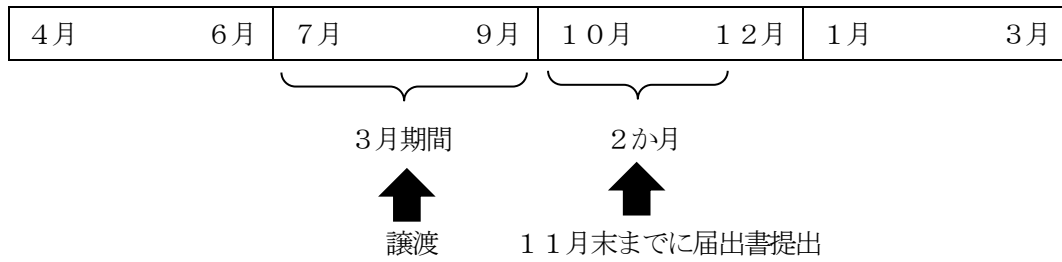 ４月 ６月 ７月 ９月 １０月 １２月 １月 ３月
３月期間 ２か月
譲渡 １１月末までに届出書提出